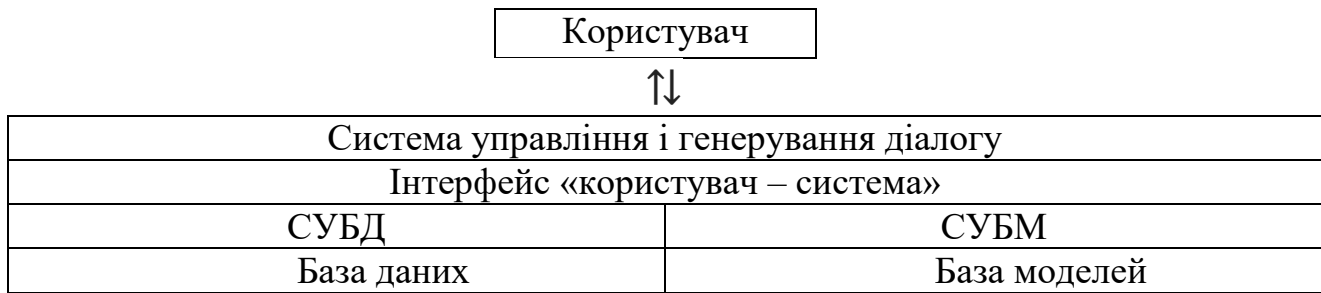 Користувач
⇅
Система управління і генерування діалогу
Інтерфейс «користувач – система»
СУБД СУБМ
База даних База моделей